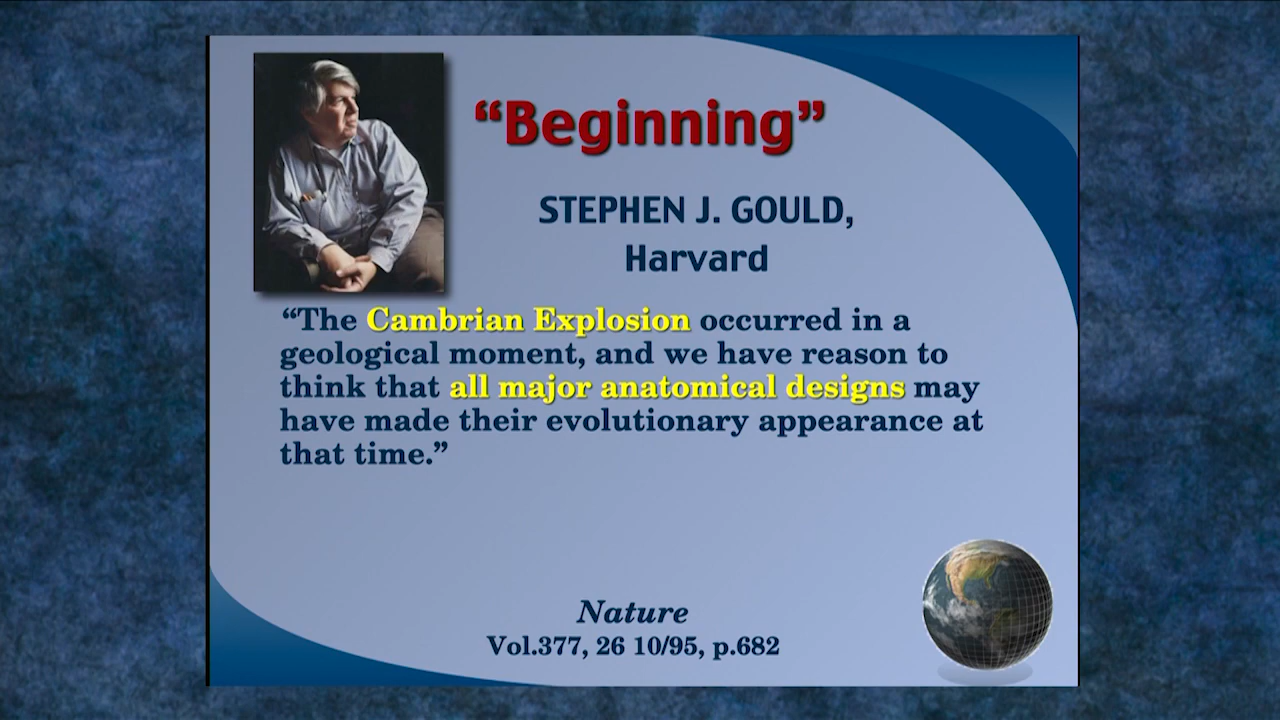 “Beginning”
STEPHEN J. GOULD,
Harvard
“The Cambrian Explosion occurred in a
geological moment, and we have reason to
think that all major anatomical designs may
have made their evolutionary appearance at
that time.”
Nature
Vol.377, 26 10/95, p.682